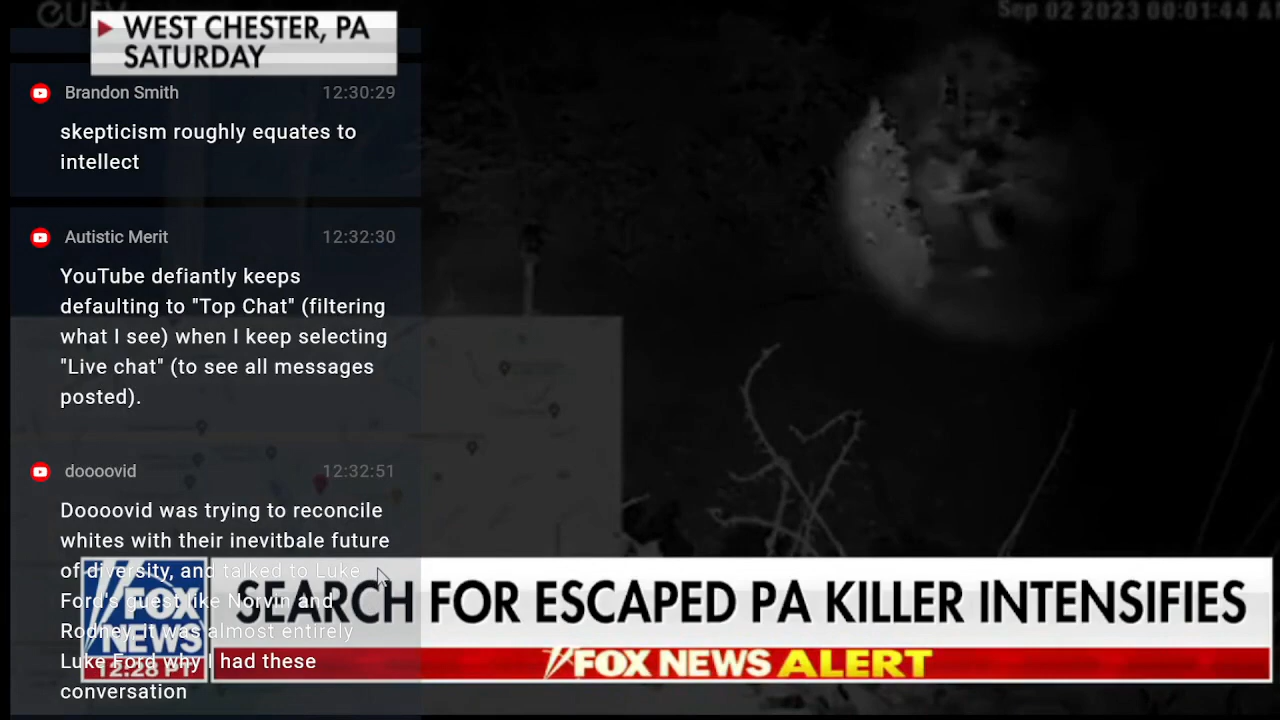 eufy
Sep 02 2023 00:01:44 A
WEST CHESTER, PA
SATURDAY
Brandon Smith 12:30:29
skepticism roughly equates to
intellect
Autistic Merit 12:32:30
YouTube defiantly keeps
defaulting to "Top Chat" (filtering
what I see) when I keep selecting
"Live chat" (to see all messages
posted).
doooovid 12:32:51
Doooovid was trying to reconcile
whites with their inevitbale future
of diversity, and talked to Luke
Ford's guest like Norvin and
Rodney, it was almost entirely
Luke Ford why I had these
conversation
FOX
NEWS
12:28 PT
SEARCH FOR ESCAPED PA KILLER INTENSIFIES
FOX NEWS ALERT